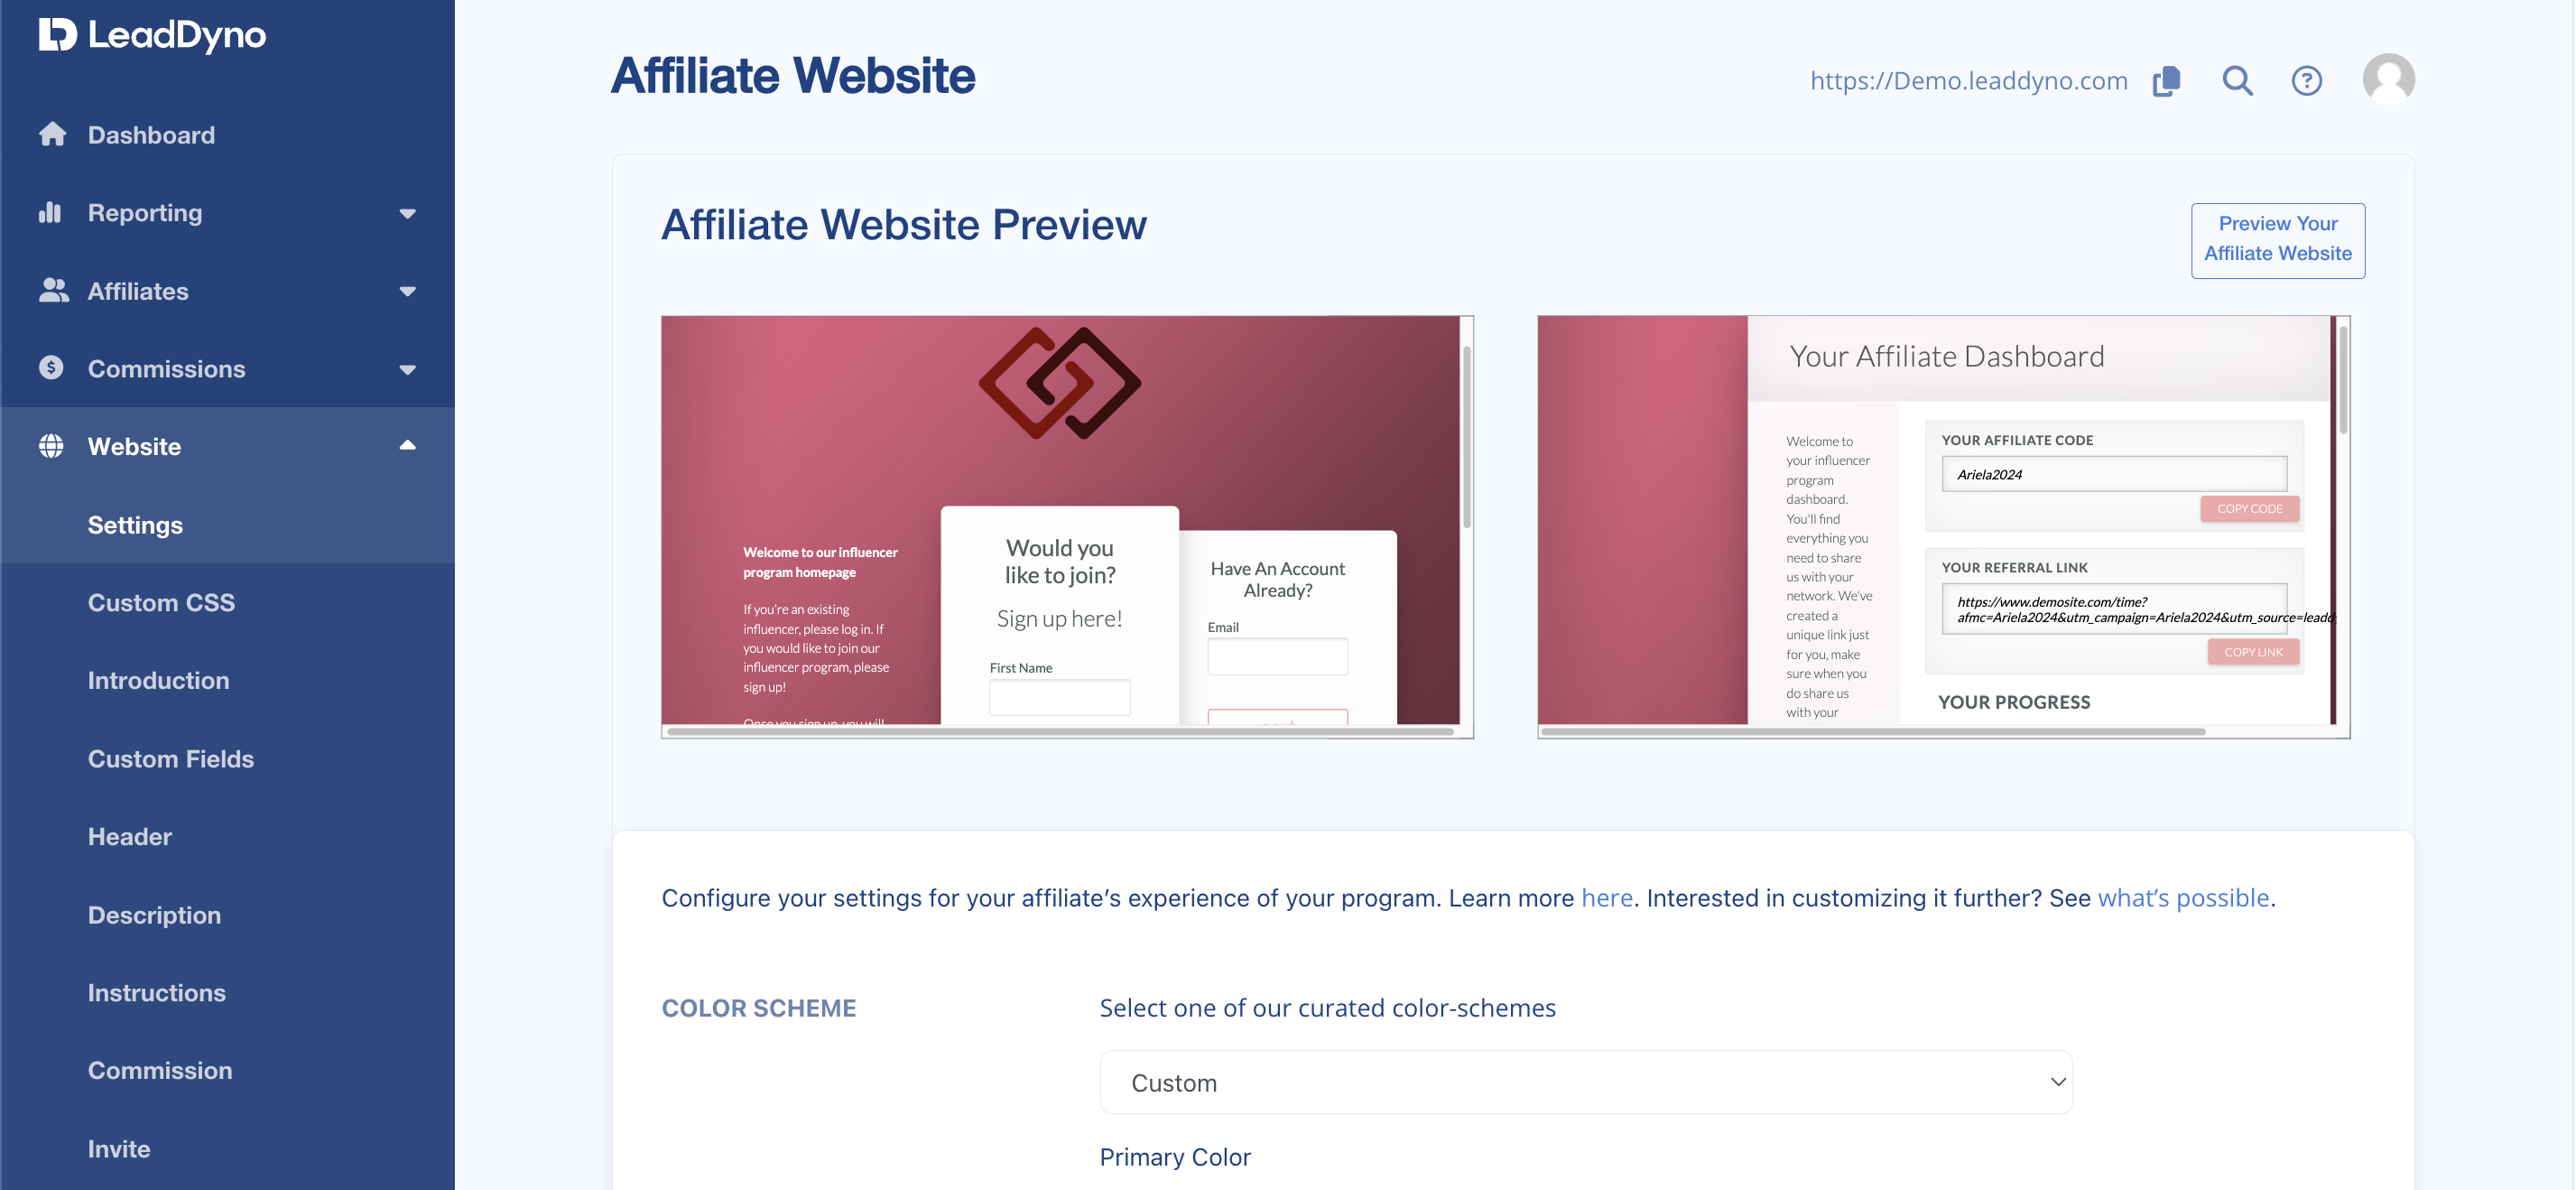 LeadDyno
Dashboard
Reporting
Affiliates
Commissions
Website
Settings
Custom CSS
Introduction
Custom Fields
Header
Description
Instructions
Commission
Invite
Affiliate Website
https://Demo.leaddyno.com
Affiliate Website Preview
Preview Your
Affiliate Website
Welcome to our influencer
program homepage
If you're an existing
influencer, please log in. If
you would like to join our
influencer program, please
sign up!
Once you sign up, you will
Would you
like to join?
Sign up here!
First Name
Have An Account
Already?
Email
Your Affiliate Dashboard
Welcome to
your influencer
program
dashboard.
You'll find
everything you
need to share
us with your
network. We've
created a
unique link just
for you, make
sure when you
do share us
with your
YOUR AFFILIATE CODE
Ariela2024
COPY CODE
YOUR REFERRAL LINK
https://www.demosite.com/time?
afmc=Ariela2024&utm_campaign=Ariela2024&utm_source=leadd
COPY LINK
YOUR PROGRESS
Configure your settings for your affiliate's experience of your program. Learn more here. Interested in customizing it further? See what's possible.
COLOR SCHEME
Select one of our curated color-schemes
Custom
Primary Color